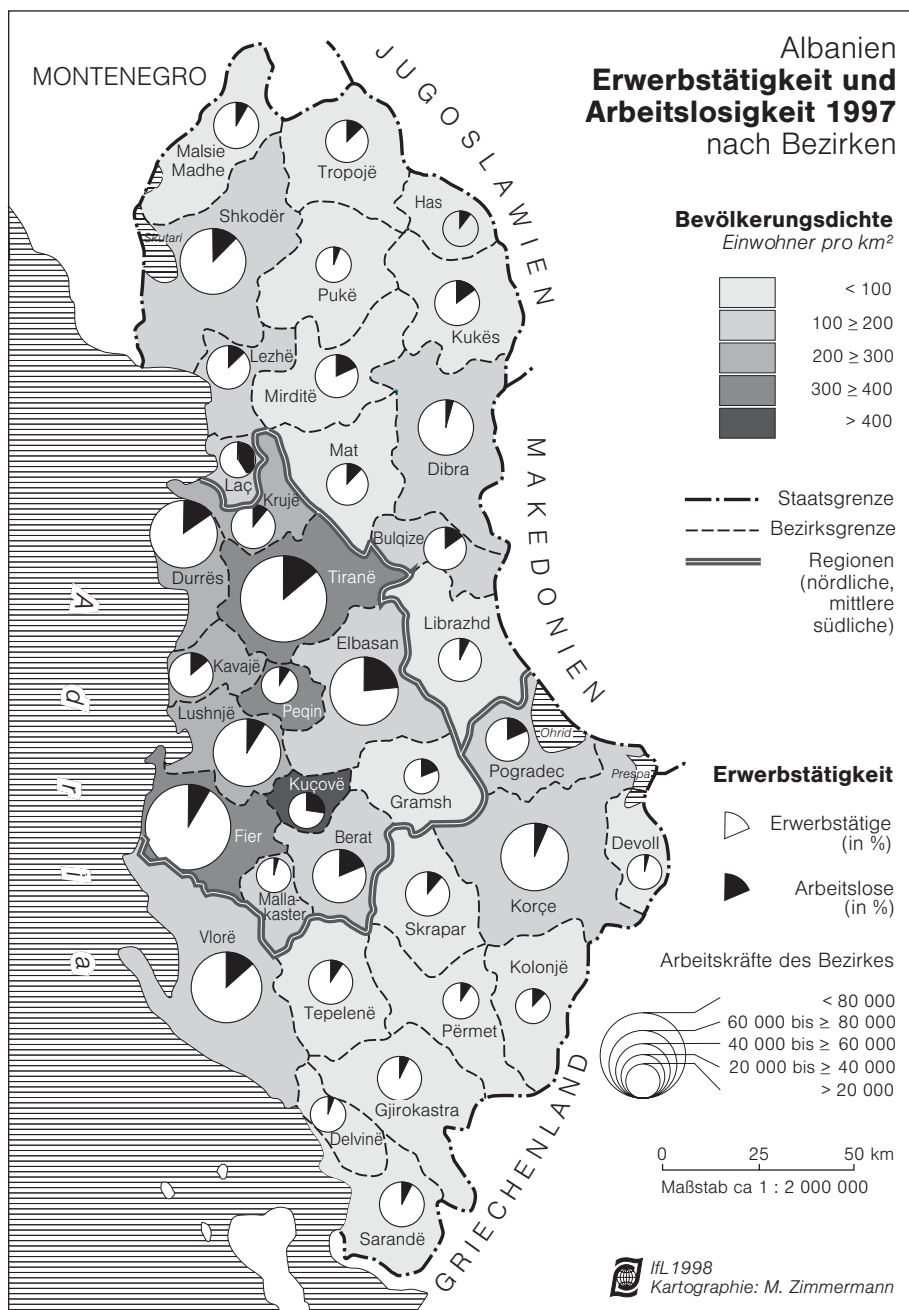 Albanien
Erwerbstätigkeit und
Arbeitslosigkeit 1997
nach Bezirken
MONTENEGRO
JUGOSLAWIEN
MAKEDONIEN
GRIECHENLAND
Adria
Malsie
Madhe
Tropojë
Has
Shkodër
Skutari
Pukë
Kukës
Lezhë
Mirditë
Dibra
Mat
Laç
Krujë
Bulqize
Durrës
Tiranë
Librazhd
Elbasan
Kavajë
Peqin
Lushnjë
Ohrid
Pogradec
Prespa
Kuçovë
Gramsh
Fier
Berat
Devoll
Malla-
kaster
Korçe
Skrapar
Vlorë
Kolonjë
Tepelenë
Përmet
Gjirokastra
Delvinë
Sarandë
Bevölkerungsdichte
Einwohner pro km²
< 100
100 ≥ 200
200 ≥ 300
300 ≥ 400
> 400
Staatsgrenze
Bezirksgrenze
Regionen
(nördliche,
mittlere
südliche)
Erwerbstätigkeit
Erwerbstätige
(in %)
Arbeitslose
(in %)
Arbeitskräfte des Bezirkes
< 80 000
60 000 bis ≥ 80 000
40 000 bis ≥ 60 000
20 000 bis ≥ 40 000
> 20 000
0 25 50 km
Maßstab ca 1 : 2 000 000
IfL1998
Kartographie: M. Zimmermann